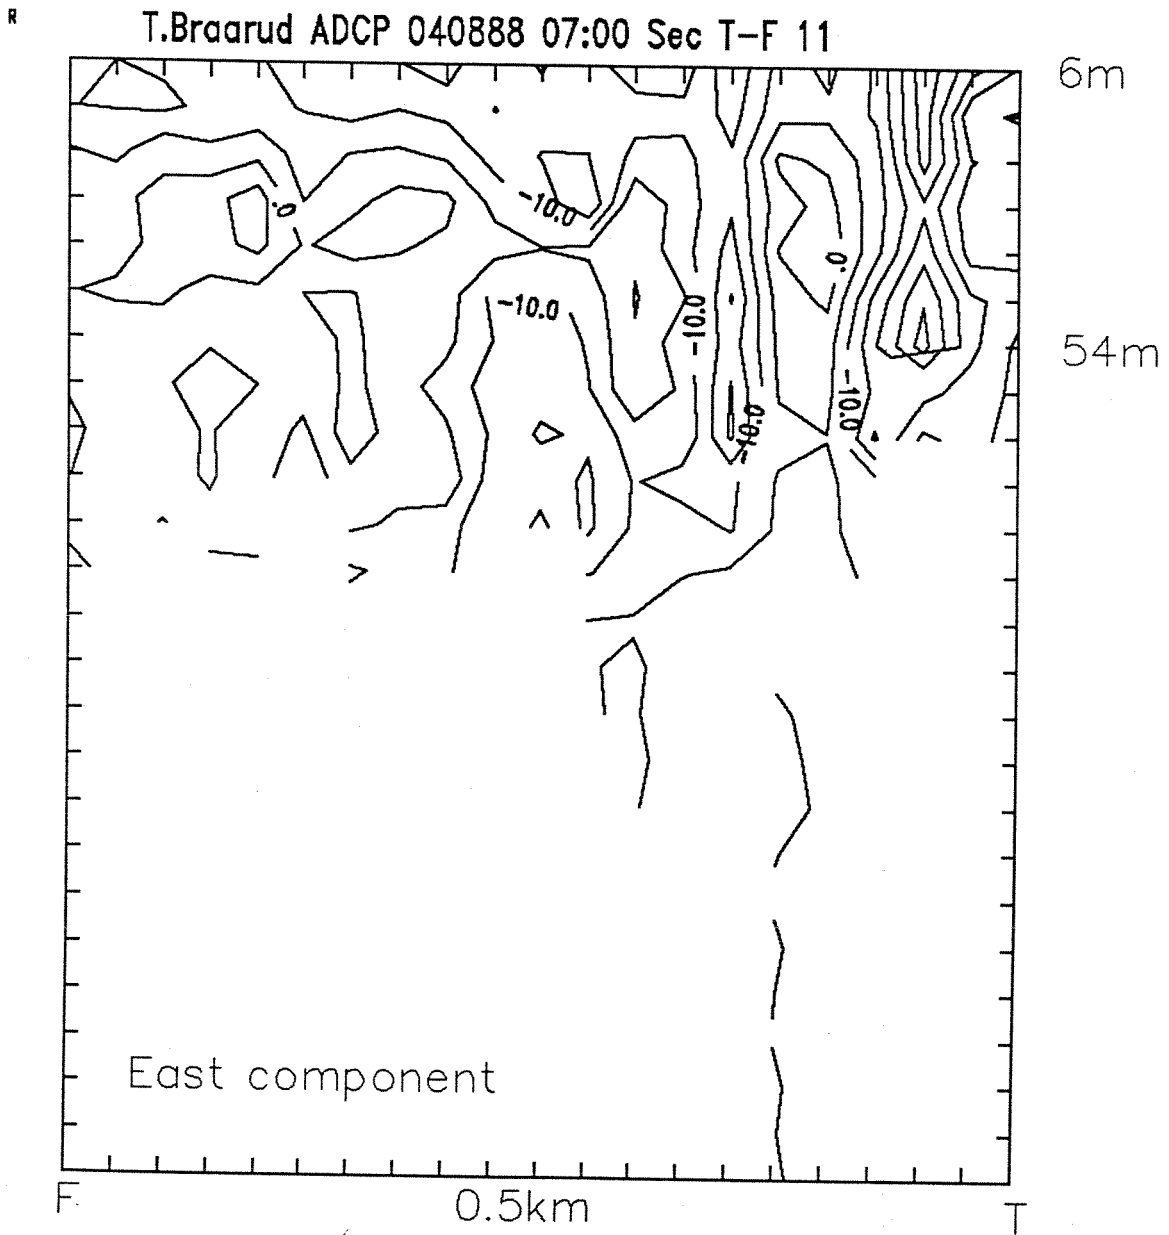 R
T.Braarud ADCP 040888 07:00 Sec T-F 11
6m
0.
-10.0
0.
-10.0
-10.0
54m
-10.0
-10.0
East component
F
0.5km
T